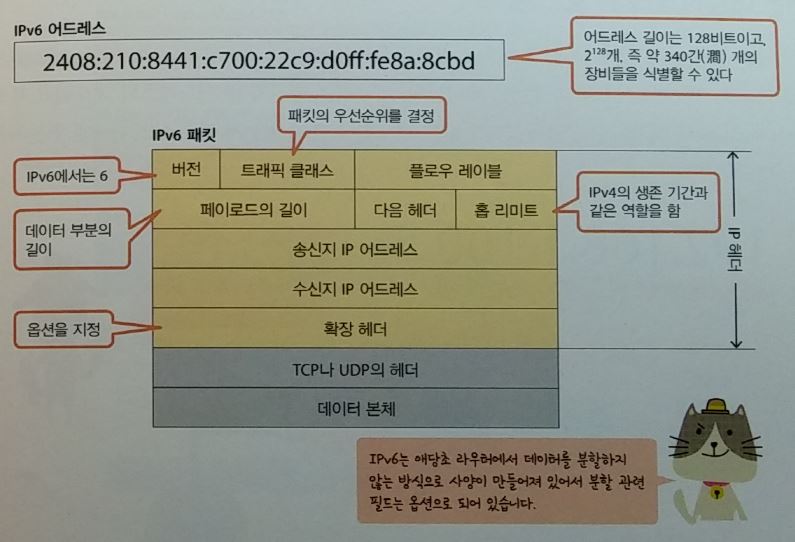 IPv6 어드레스
2408:210:8441:c700:22c9:d0ff:fe8a:8cbd
어드레스 길이는 128비트이고,
2¹²⁸개, 즉 약 340간(澗) 개의
장비들을 식별할 수 있다
패킷의 우선순위를 결정
IPv6 패킷
IPv6에서는 6
버전
트래픽 클래스
플로우 레이블
페이로드의 길이
다음 헤더
홉 리미트
IPv4의 생존 기간과
같은 역할을 함
데이터 부분의
길이
송신지 IP 어드레스
수신지 IP 어드레스
옵션을 지정
확장 헤더
IP 헤더
TCP나 UDP의 헤더
데이터 본체
IPv6는 애당초 라우터에서 데이터를 분할하지
않는 방식으로 사양이 만들어져 있어서 분할 관련
필드는 옵션으로 되어 있습니다.